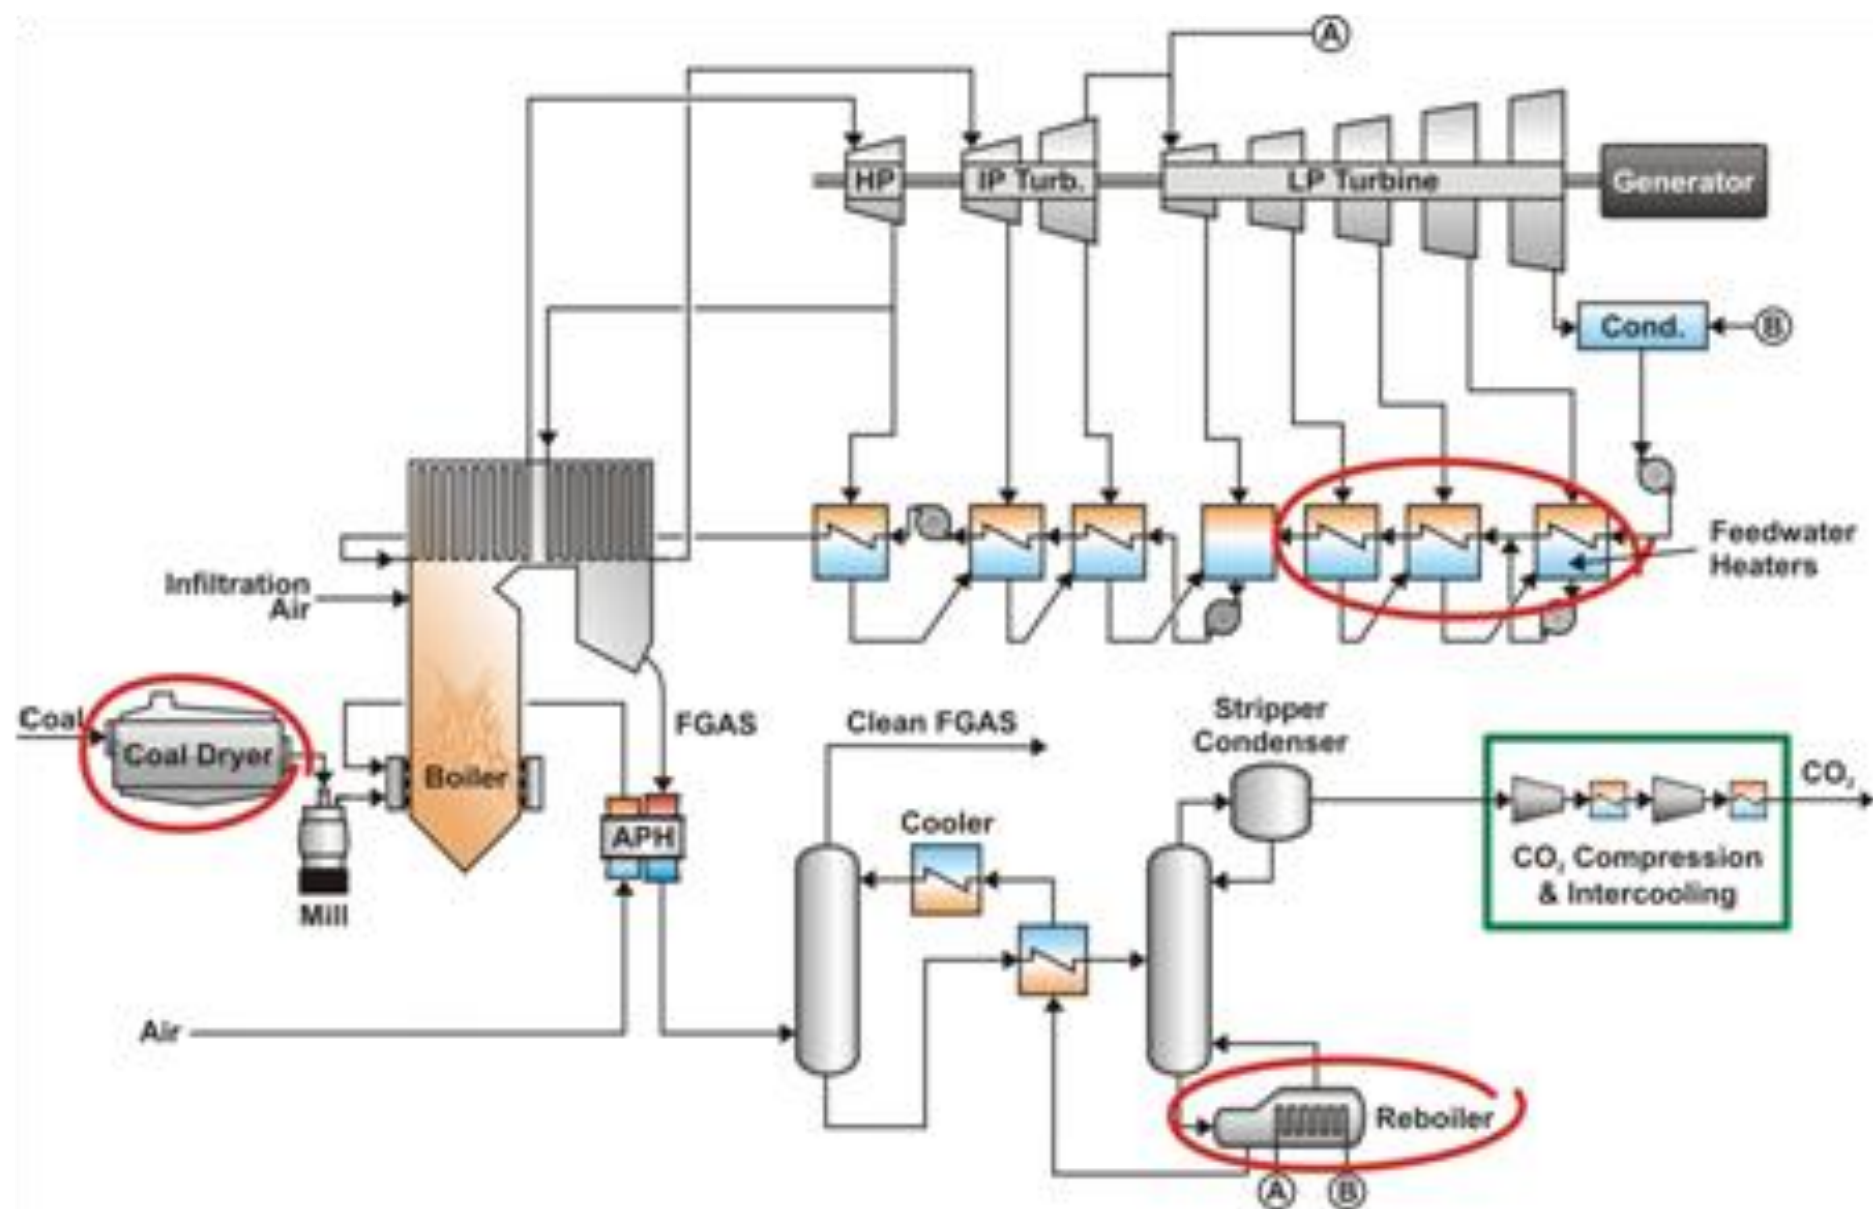 A
HP
IP Turb.
LP Turbine
Generator
Cond.
B
Feedwater
Heaters
Infiltration
Air
Coal
Coal Dryer
Boiler
FGAS
Clean FGAS
Stripper
Condenser
CO₂
Cooler
APH
CO₂ Compression
& Intercooling
Mill
Air
Reboiler
A
B